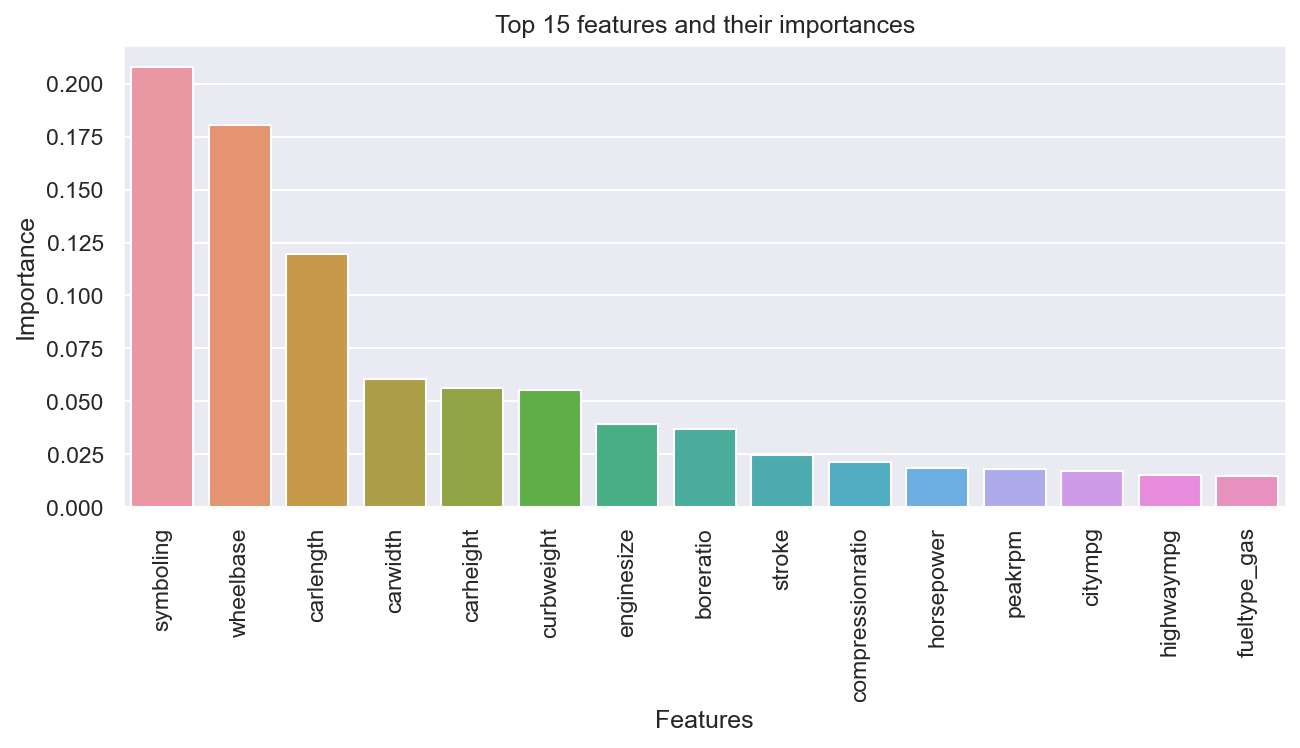 Top 15 features and their importances
Importance
0.200
0.175
0.150
0.125
0.100
0.075
0.050
0.025
0.000
symboling
wheelbase
carlength
carwidth
carheight
curbweight
enginesize
boreratio
stroke
compressionratio
horsepower
peakrpm
citympg
highwaympg
fueltype_gas
Features